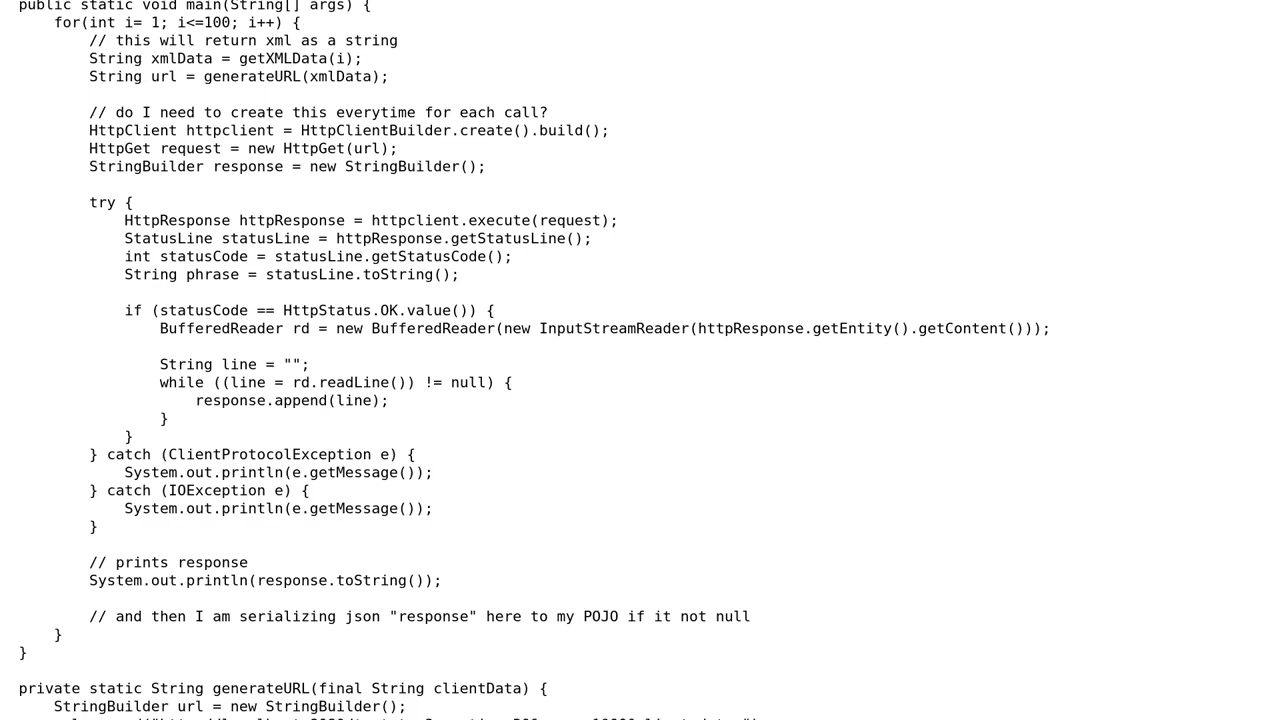 public static void main(String[] args) {
    for(int i= 1; i<=100; i++) {
        // this will return xml as a string
        String xmlData = getXMLData(i);
        String url = generateURL(xmlData);

        // do I need to create this everytime for each call?
        HttpClient httpclient = HttpClientBuilder.create().build();
        HttpGet request = new HttpGet(url);
        StringBuilder response = new StringBuilder();

        try {
            HttpResponse httpResponse = httpclient.execute(request);
            StatusLine statusLine = httpResponse.getStatusLine();
            int statusCode = statusLine.getStatusCode();
            String phrase = statusLine.toString();

            if (statusCode == HttpStatus.OK.value()) {
                BufferedReader rd = new BufferedReader(new InputStreamReader(httpResponse.getEntity().getContent()));

                String line = "";
                while ((line = rd.readLine()) != null) {
                    response.append(line);
                }
            }
        } catch (ClientProtocolException e) {
            System.out.println(e.getMessage());
        } catch (IOException e) {
            System.out.println(e.getMessage());
        }

        // prints response
        System.out.println(response.toString());

        // and then I am serializing json "response" here to my POJO if it not null
    }
}

private static String generateURL(final String clientData) {
    StringBuilder url = new StringBuilder();